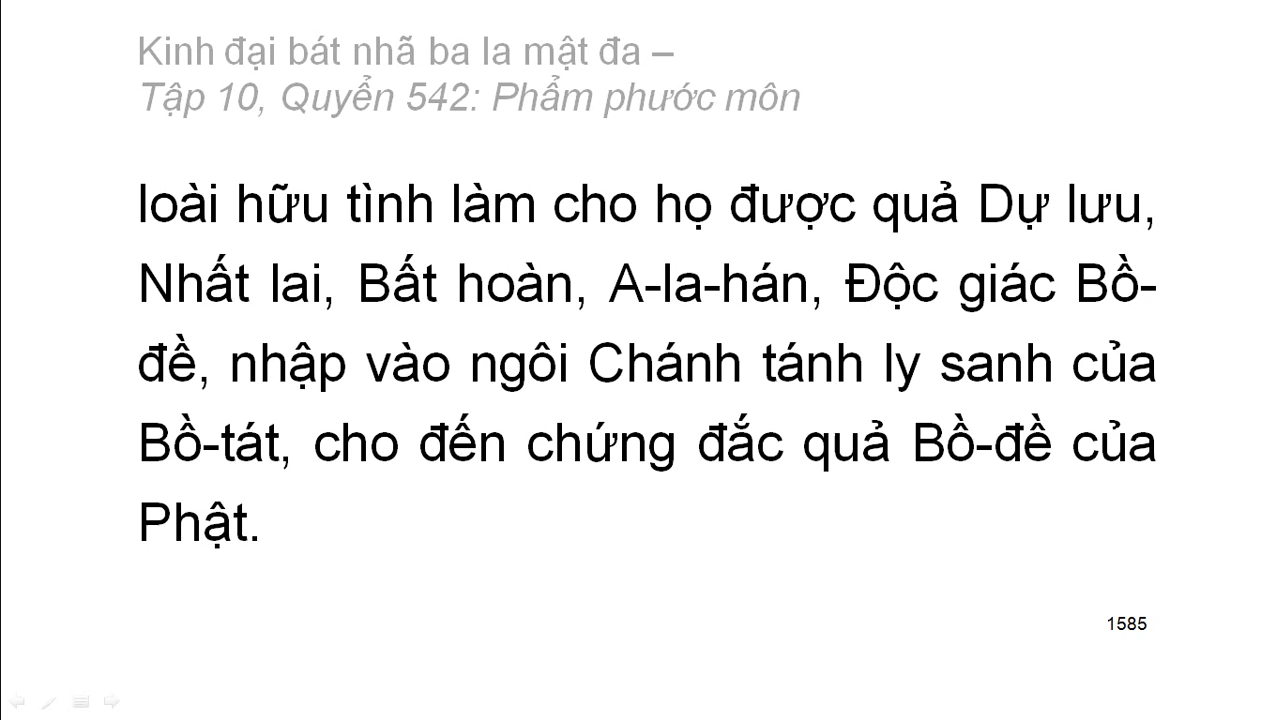 Kinh đại bát nhã ba la mật đa –
Tập 10, Quyển 542: Phẩm phước môn
loài hữu tình làm cho họ được quả Dự lưu,
Nhất lai, Bất hoàn, A-la-hán, Độc giác Bồ-
đề, nhập vào ngôi Chánh tánh ly sanh của
Bồ-tát, cho đến chứng đắc quả Bồ-đề của
Phật.
1585